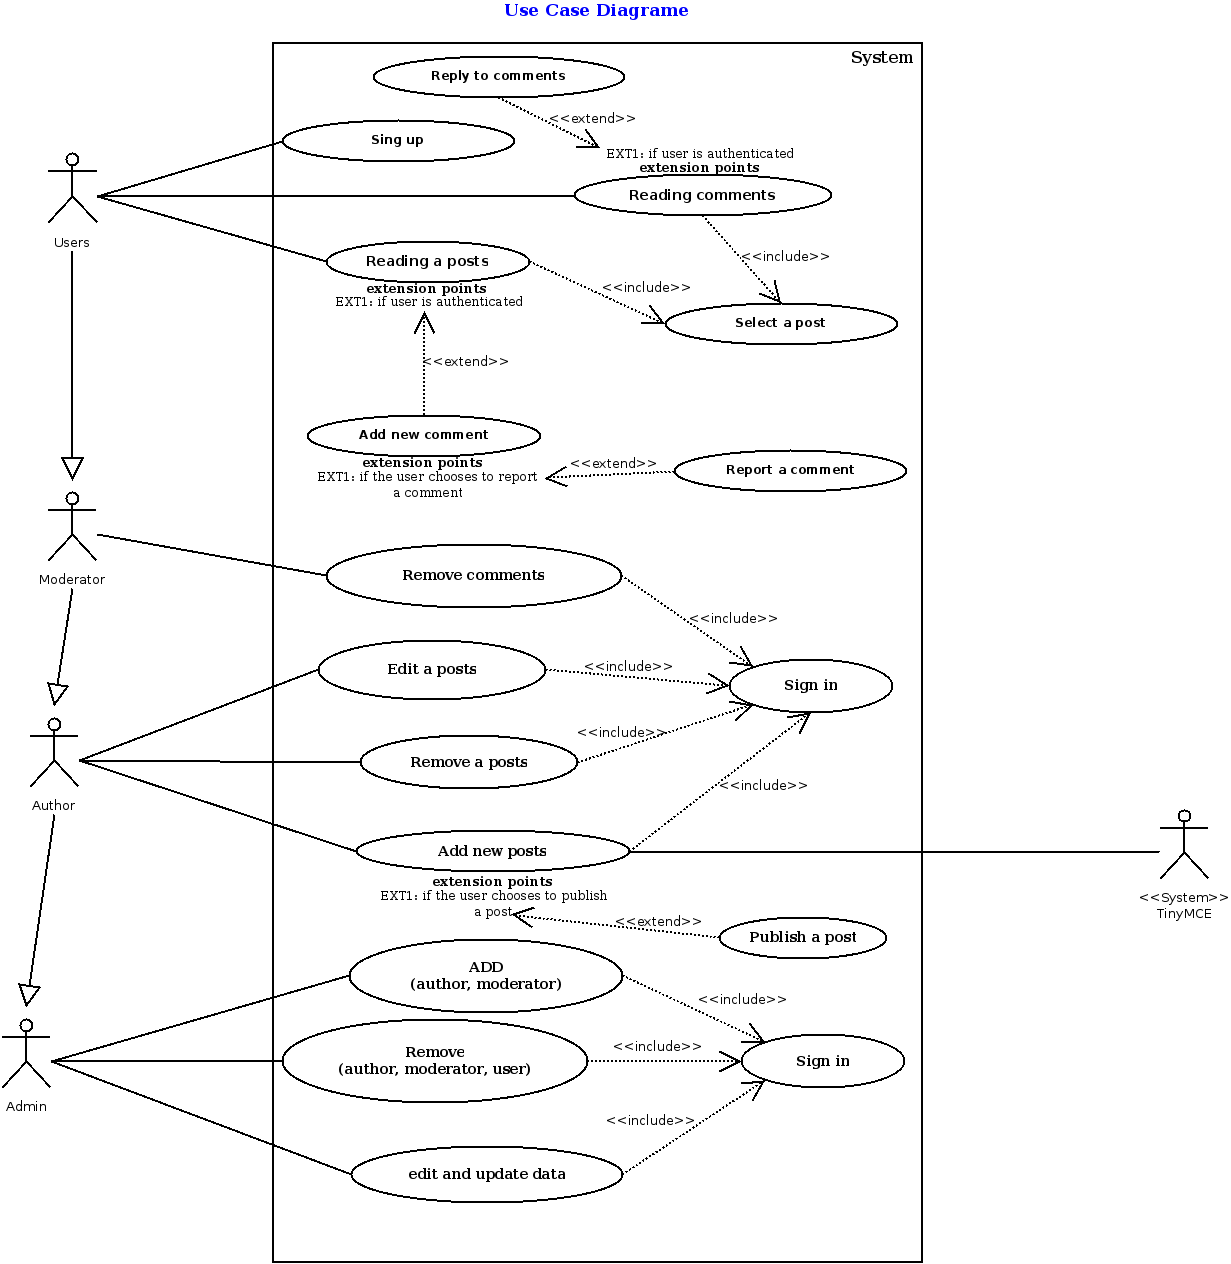 Use Case Diagrame
System
Reply to comments
<<extend>>
Sing up
EXT1: if user is authenticated
extension points
Reading comments
Users
<<include>>
Reading a posts
extension points
EXT1: if user is authenticated
<<include>>
Select a post
<<extend>>
Add new comment
extension points
EXT1: if the user chooses to report
a comment
<<extend>>
Report a comment
Moderator
Remove comments
<<include>>
Edit a posts
<<include>>
Sign in
Remove a posts
<<include>>
Author
<<include>>
Add new posts
extension points
EXT1: if the user chooses to publish
a post
<<extend>>
Publish a post
<<System>>
TinyMCE
ADD
(author, moderator)
<<include>>
Remove
(author, moderator, user)
<<include>>
Sign in
Admin
<<include>>
edit and update data